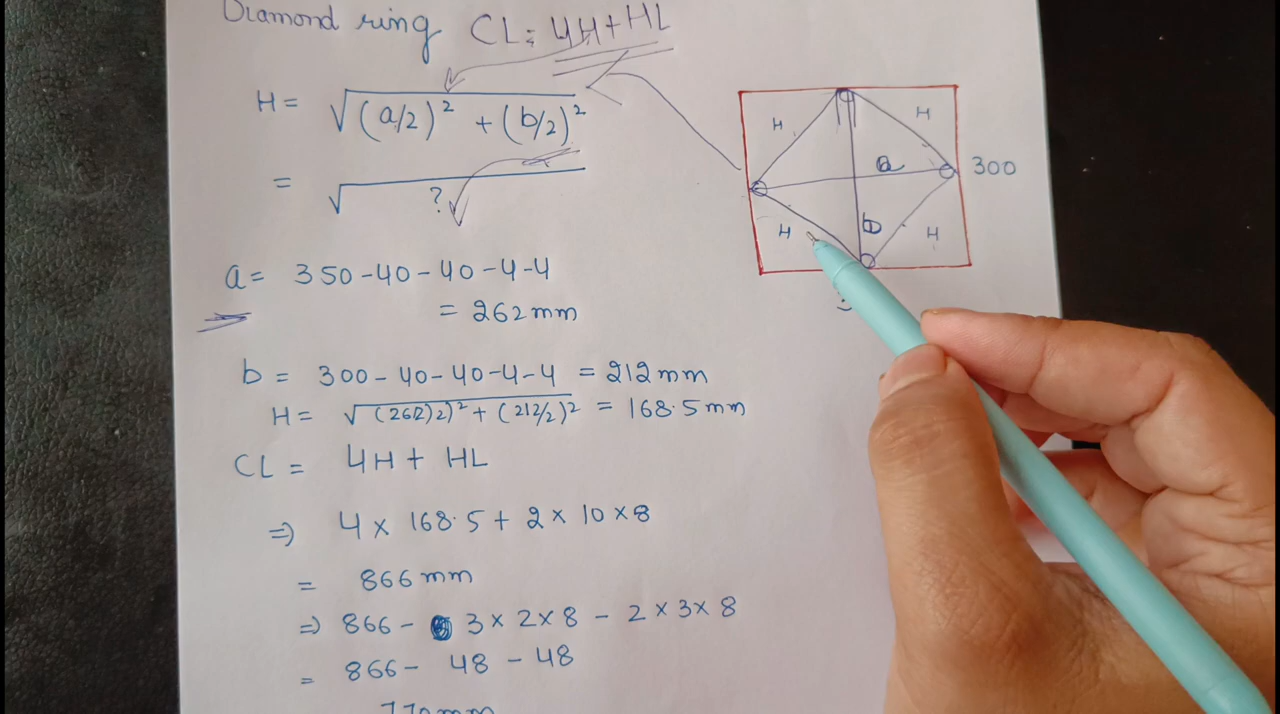 Diamond ring CL = 4H + HL
H = √(a/2)² + (b/2)²
= √ ?
a = 350 - 40 - 40 - 4 - 4
= 262 mm
b = 300 - 40 - 40 - 4 - 4 = 212 mm
H = √(262/2)² + (212/2)² = 168.5 mm
CL = 4H + HL
⇒ 4 × 168.5 + 2 × 10 × 8
= 866 mm
⇒ 866 - 3 × 2 × 8 - 2 × 3 × 8
= 866 - 48 - 48
770 mm
H
H
a
300
H
b
H